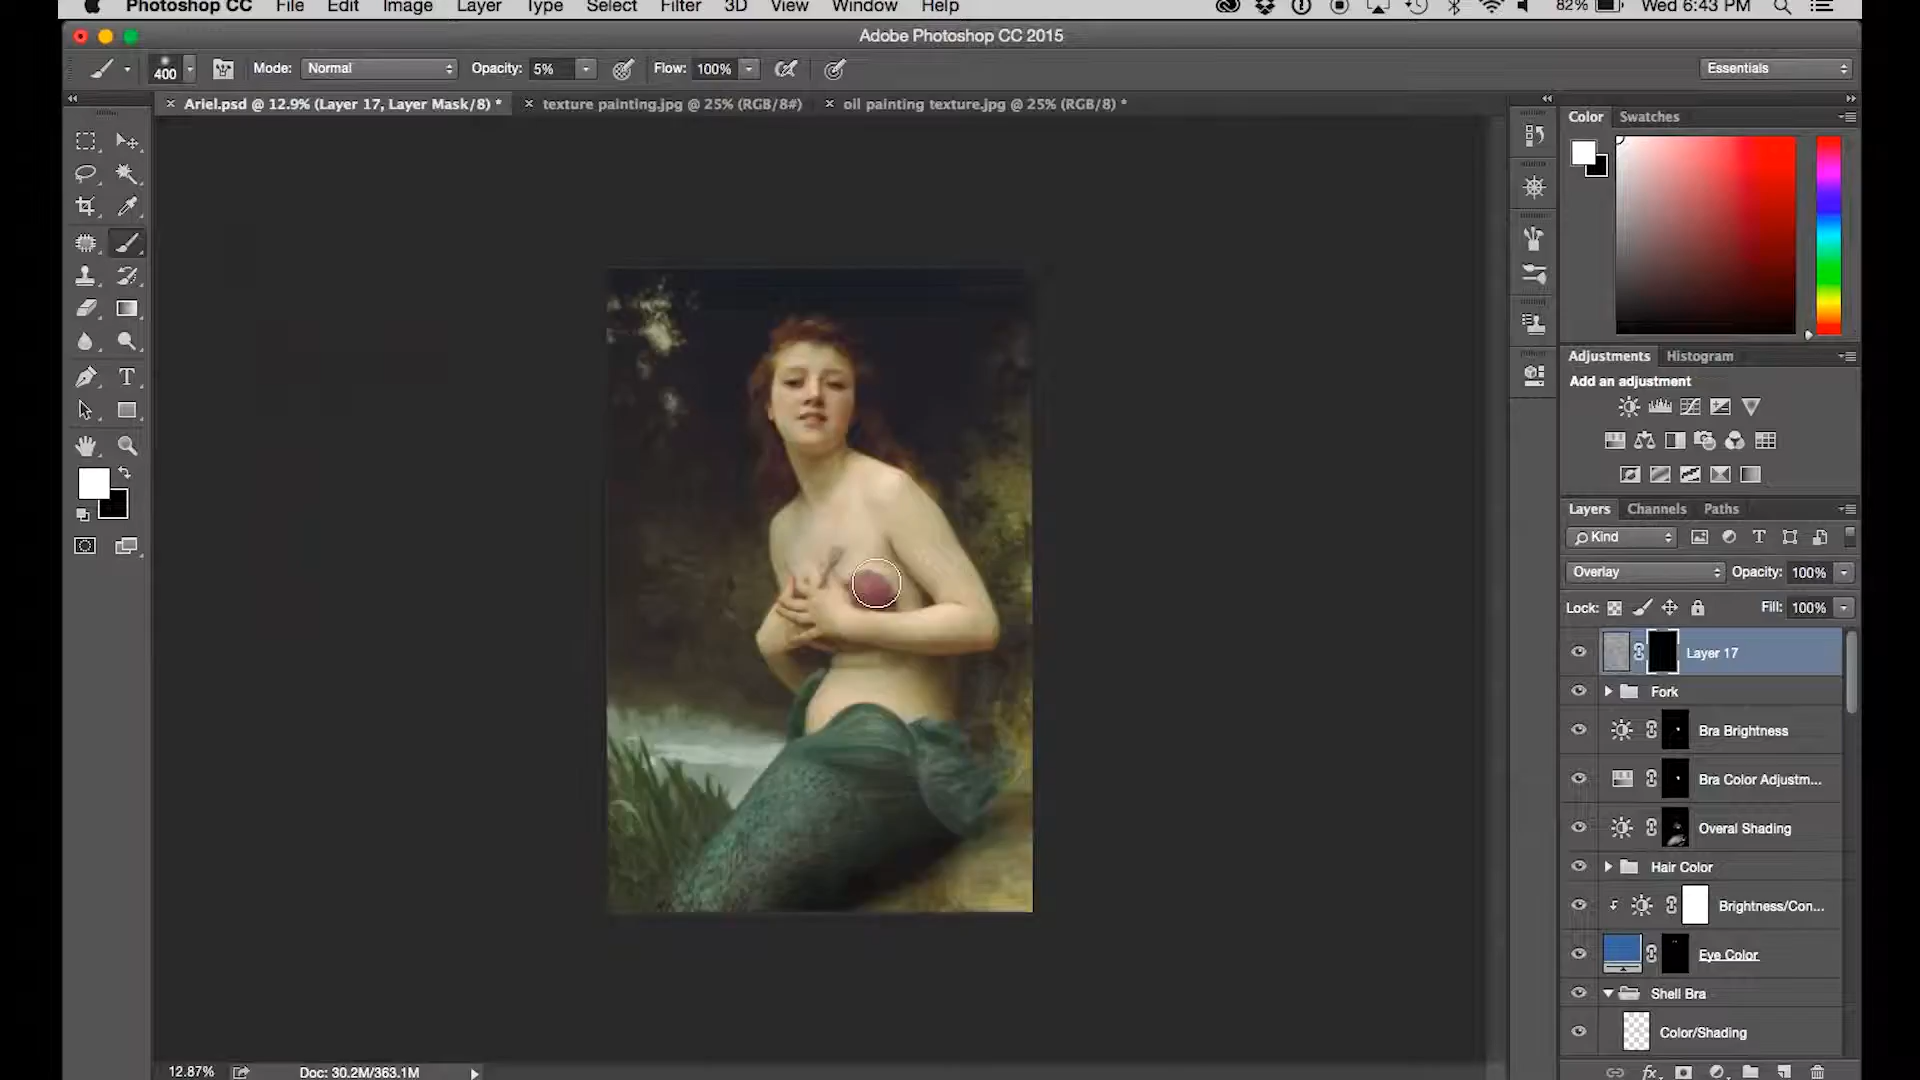 Photoshop CC File Edit Image Layer Type Select Filter 3D View Window Help 82% Wed 6:43 PM
Adobe Photoshop CC 2015
400 Mode: Normal Opacity: 5% Flow: 100% Essentials
Ariel.psd @ 12.9% (Layer 17, Layer Mask/8) * texture painting.jpg @ 25% (RGB/8#) oil painting texture.jpg @ 25% (RGB/8) *
Color Swatches
Adjustments Histogram
Add an adjustment
Layers Channels Paths
Kind
Overlay Opacity: 100%
Lock: Fill: 100%
Layer 17
Fork
Bra Brightness
Bra Color Adjustm...
Overal Shading
Hair Color
Brightness/Con...
Eye Color
Shell Bra
Color/Shading
12.87% Doc: 30.2M/363.1M